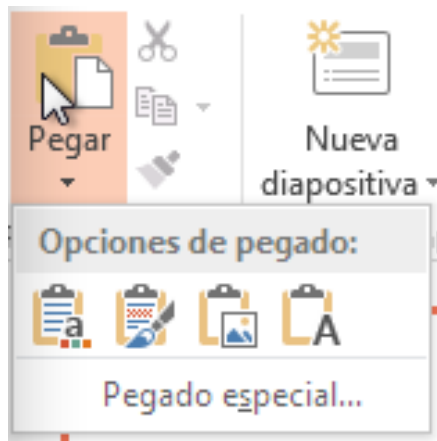 Pegar
Nueva
diapositiva
Opciones de pegado:
a
A
Pegado especial...